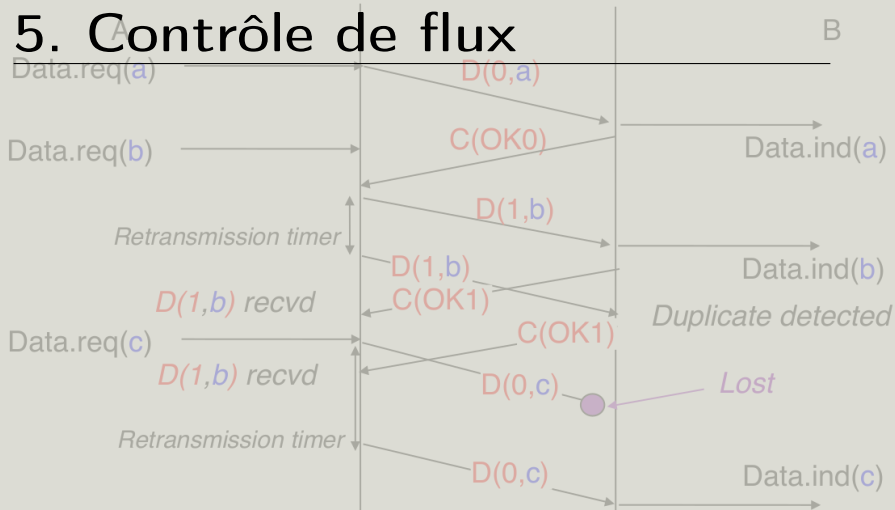 5. Contrôle de flux
A
B
Data.req(a)
D(0,a)
C(OK0)
Data.ind(a)
Data.req(b)
D(1,b)
Retransmission timer
D(1,b)
Data.ind(b)
C(OK1)
D(1,b) recvd
Duplicate detected
Data.req(c)
C(OK1)
D(1,b) recvd
D(0,c)
Lost
Retransmission timer
D(0,c)
Data.ind(c)